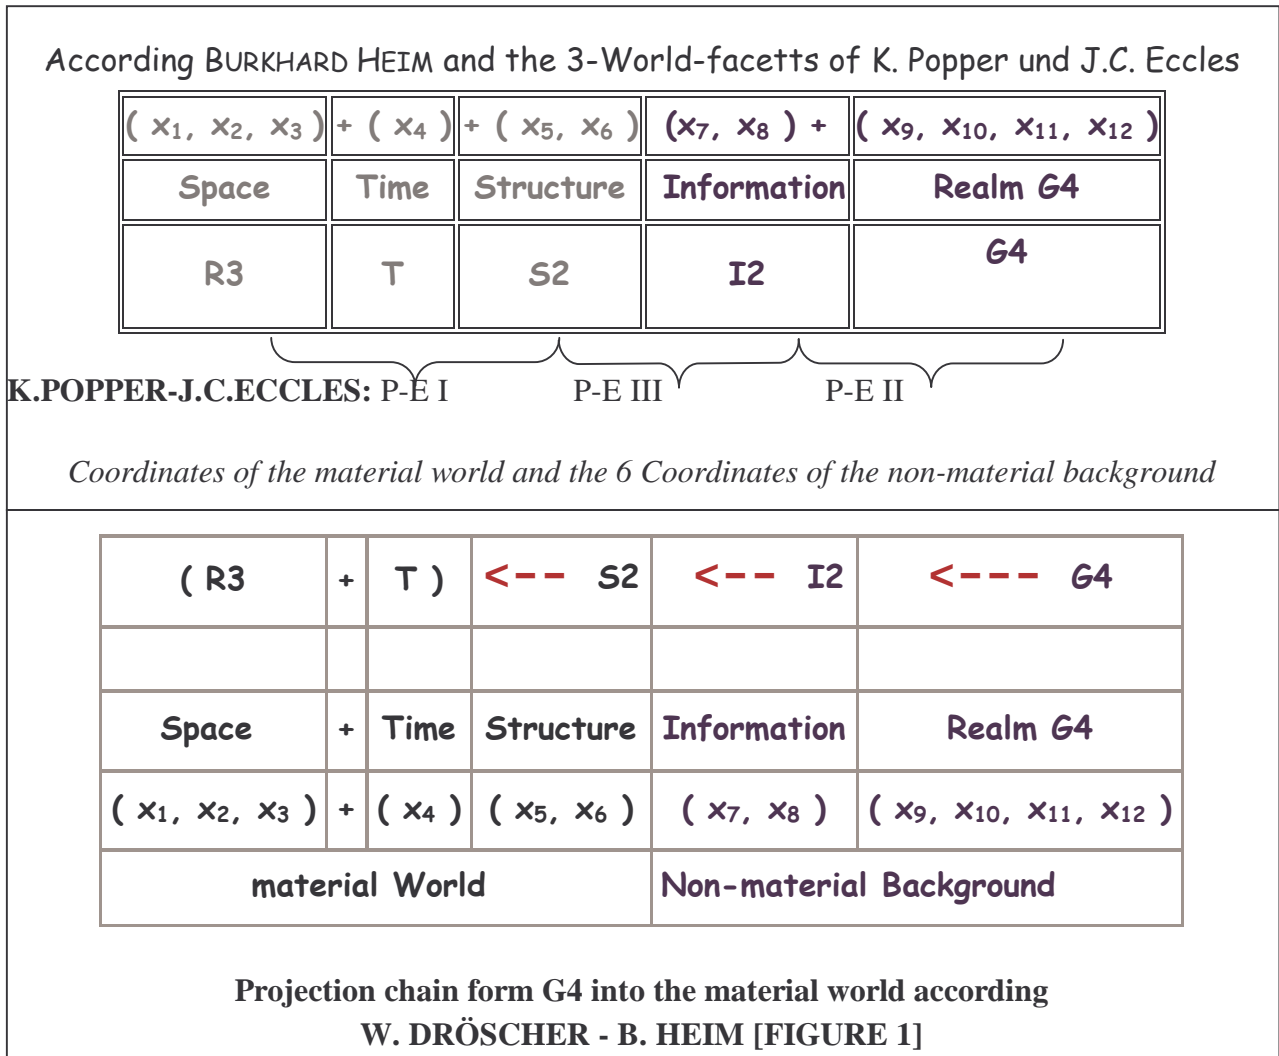 According BURKHARD HEIM and the 3-World-facetts of K. Popper und J.C. Eccles
( x₁, x₂, x₃ ) + ( x₄ ) + ( x₅, x₆ ) (x₇, x₈ ) + ( x₉, x₁₀, x₁₁, x₁₂ )
Space Time Structure Information Realm G4
R3 T S2 I2 G4
K.POPPER-J.C.ECCLES: P-E I P-E III P-E II
Coordinates of the material world and the 6 Coordinates of the non-material background
( R3 + T ) <-- S2 <-- I2 <--- G4
Space + Time Structure Information Realm G4
( x₁, x₂, x₃ ) + ( x₄ ) ( x₅, x₆ ) ( x₇, x₈ ) ( x₉, x₁₀, x₁₁, x₁₂ )
material World Non-material Background
Projection chain form G4 into the material world according
W. DRÖSCHER - B. HEIM [FIGURE 1]